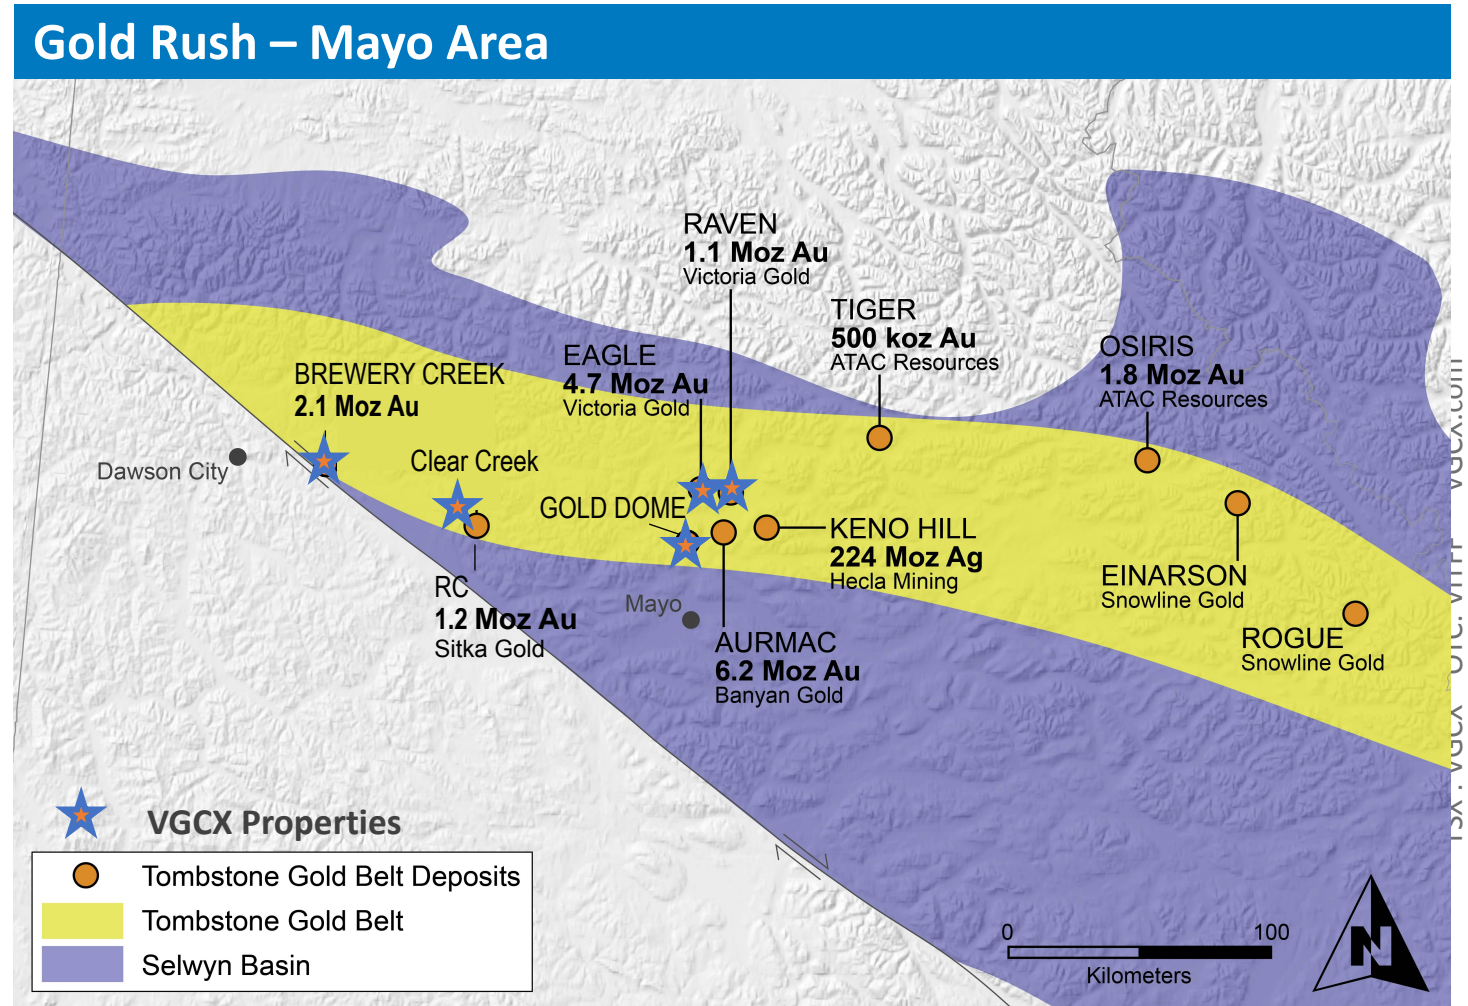 Gold Rush – Mayo Area
RAVEN
1.1 Moz Au
Victoria Gold
TIGER
500 koz Au
ATAC Resources
OSIRIS
1.8 Moz Au
ATAC Resources
EAGLE
4.7 Moz Au
Victoria Gold
BREWERY CREEK
2.1 Moz Au
Dawson City
Clear Creek
GOLD DOME
KENO HILL
224 Moz Ag
Hecla Mining
EINARSON
Snowline Gold
RC
1.2 Moz Au
Sitka Gold
Mayo
AURMAC
6.2 Moz Au
Banyan Gold
ROGUE
Snowline Gold
VGCX Properties
Tombstone Gold Belt Deposits
Tombstone Gold Belt
Selwyn Basin
0 100
Kilometers
N
VGCX.com